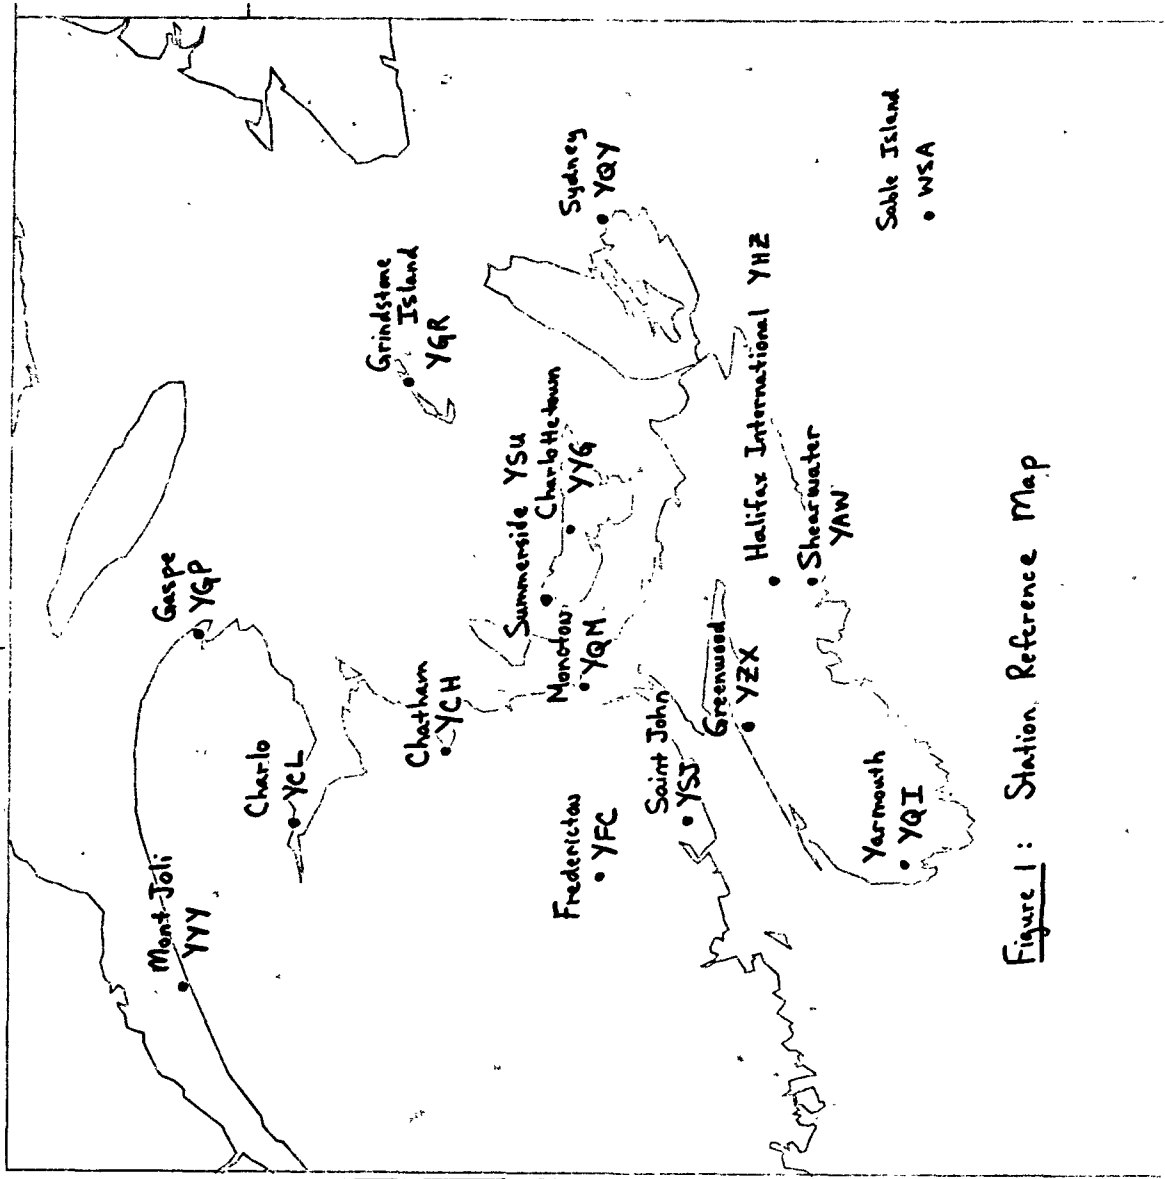 Mont Joli
YYY
Gaspe
YGP
Charlo
YCL
Chatham
YCH
Grindstone
Island
YGR
Summerside YSU
Charlottetown
YYG
Moncton
YQM
Sydney
YQY
Fredericton
YFC
Saint John
YSJ
Greenwood
YZX
Halifax International YHZ
Shearwater
YAW
Yarmouth
YQI
Sable Island
WSA
Figure 1: Station Reference Map